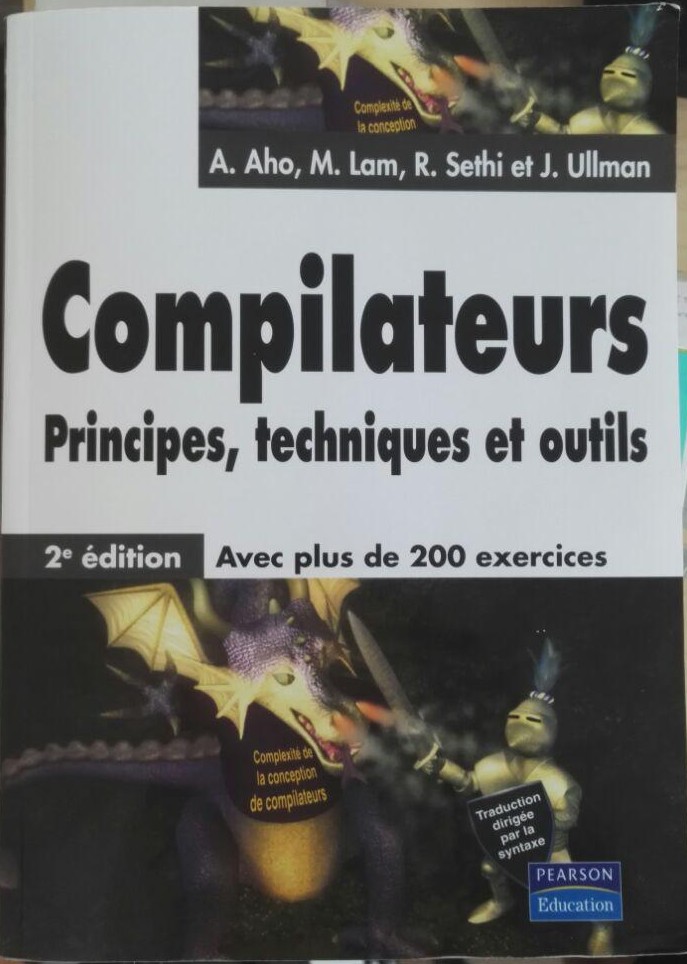 Complexité de
la conception
A. Aho, M. Lam, R. Sethi et J. Ullman
Compilateurs
Principes, techniques et outils
2e édition
Avec plus de 200 exercices
Complexité de
la conception
de compilateurs
Traduction
dirigée
par la
syntaxe
PEARSON
Education